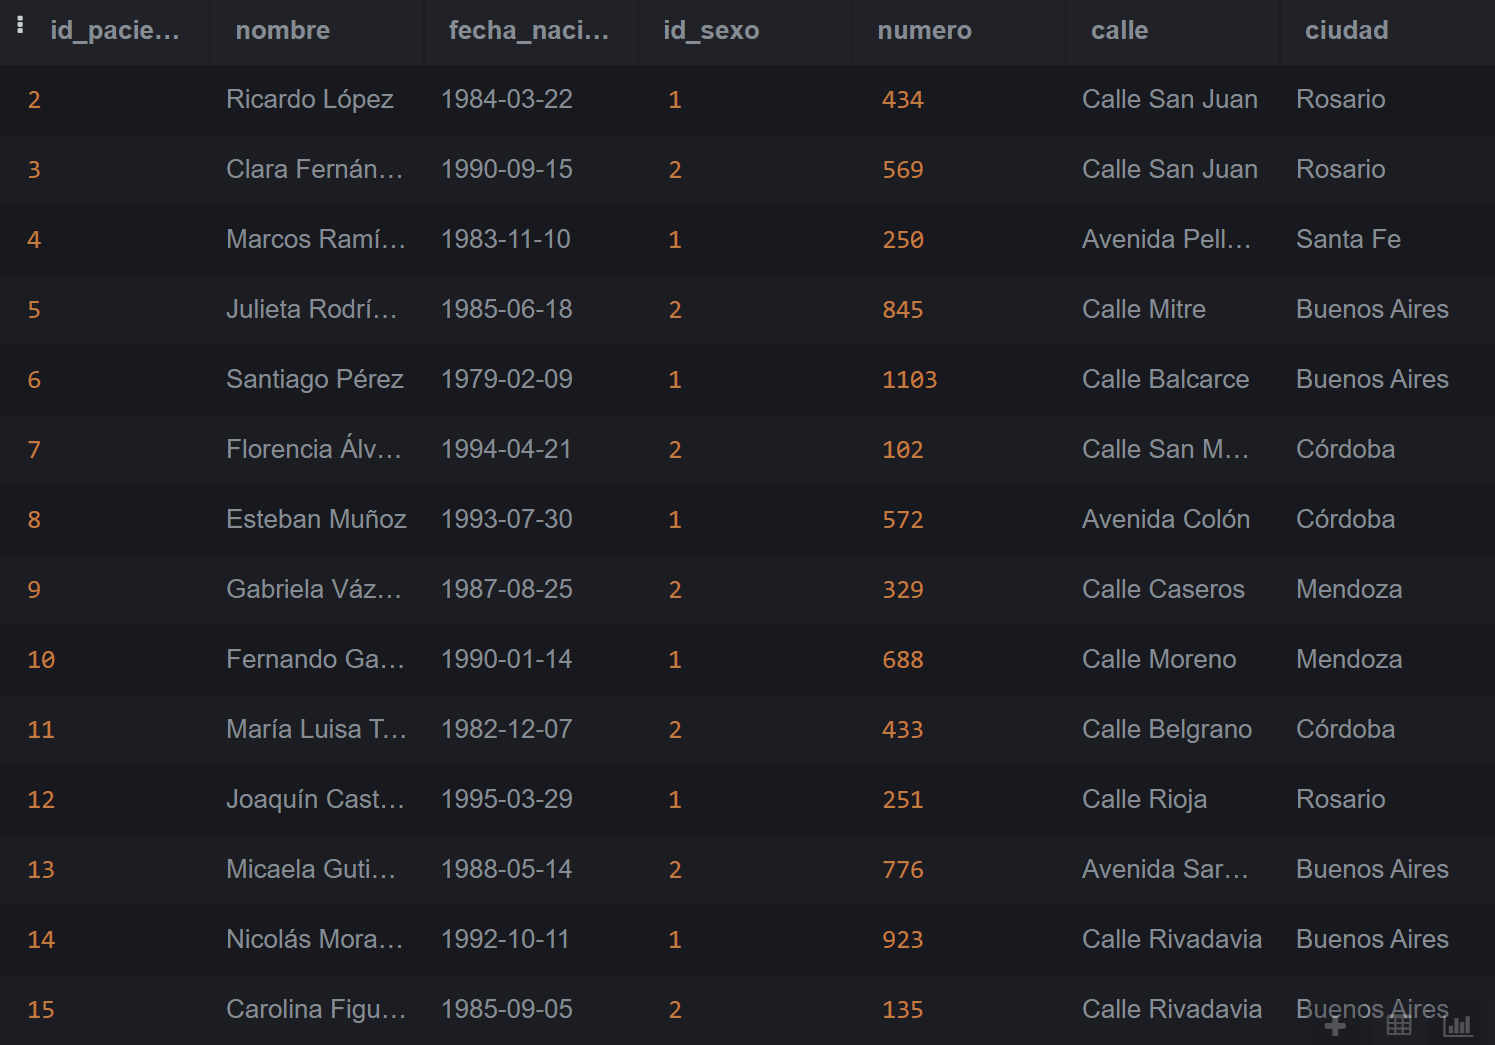 id_pacie... nombre fecha_naci... id_sexo numero calle ciudad
2 Ricardo López 1984-03-22 1 434 Calle San Juan Rosario
3 Clara Fernán... 1990-09-15 2 569 Calle San Juan Rosario
4 Marcos Ramí... 1983-11-10 1 250 Avenida Pell... Santa Fe
5 Julieta Rodrí... 1985-06-18 2 845 Calle Mitre Buenos Aires
6 Santiago Pérez 1979-02-09 1 1103 Calle Balcarce Buenos Aires
7 Florencia Álv... 1994-04-21 2 102 Calle San M... Córdoba
8 Esteban Muñoz 1993-07-30 1 572 Avenida Colón Córdoba
9 Gabriela Váz... 1987-08-25 2 329 Calle Caseros Mendoza
10 Fernando Ga... 1990-01-14 1 688 Calle Moreno Mendoza
11 María Luisa T... 1982-12-07 2 433 Calle Belgrano Córdoba
12 Joaquín Cast... 1995-03-29 1 251 Calle Rioja Rosario
13 Micaela Guti... 1988-05-14 2 776 Avenida Sar... Buenos Aires
14 Nicolás Mora... 1992-10-11 1 923 Calle Rivadavia Buenos Aires
15 Carolina Figu... 1985-09-05 2 135 Calle Rivadavia Buenos Aires